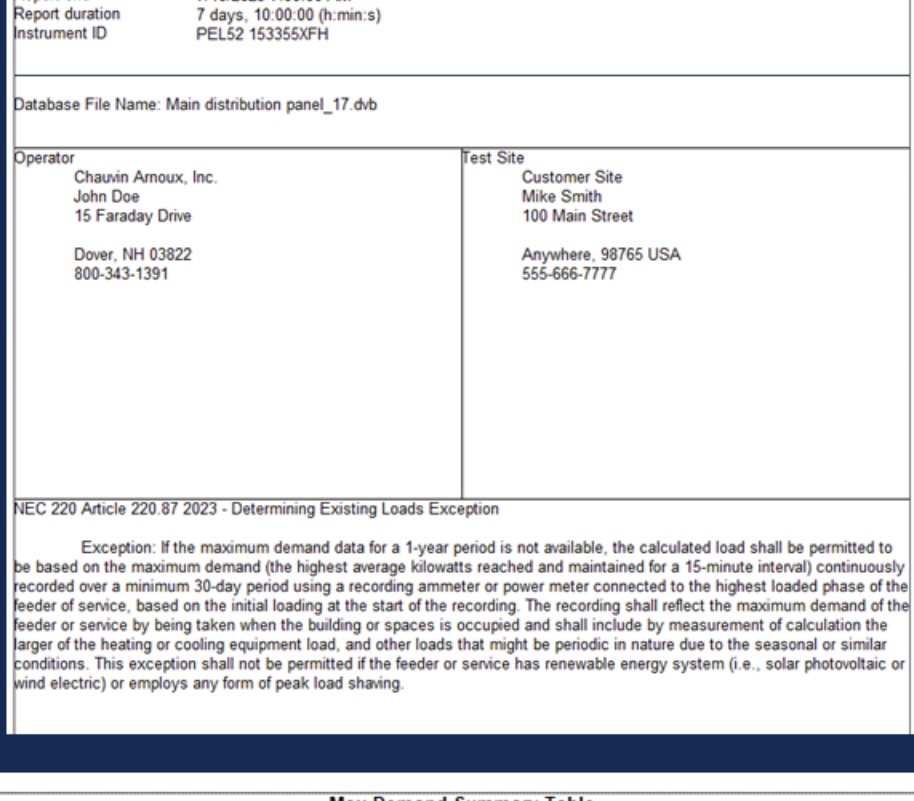 Report duration 7 days, 10:00:00 (h:min:s)
Instrument ID PEL52 153355XFH
Database File Name: Main distribution panel_17.dvb
Operator
Chauvin Arnoux, Inc.
John Doe
15 Faraday Drive
Dover, NH 03822
800-343-1391
Test Site
Customer Site
Mike Smith
100 Main Street
Anywhere, 98765 USA
555-666-7777
NEC 220 Article 220.87 2023 - Determining Existing Loads Exception
Exception: If the maximum demand data for a 1-year period is not available, the calculated load shall be permitted to
be based on the maximum demand (the highest average kilowatts reached and maintained for a 15-minute interval) continuously
recorded over a minimum 30-day period using a recording ammeter or power meter connected to the highest loaded phase of the
feeder of service, based on the initial loading at the start of the recording. The recording shall reflect the maximum demand of the
feeder or service by being taken when the building or spaces is occupied and shall include by measurement of calculation the
larger of the heating or cooling equipment load, and other loads that might be periodic in nature due to the seasonal or similar
conditions. This exception shall not be permitted if the feeder or service has renewable energy system (i.e., solar photovoltaic or
wind electric) or employs any form of peak load shaving.
Max Demand Summary Table